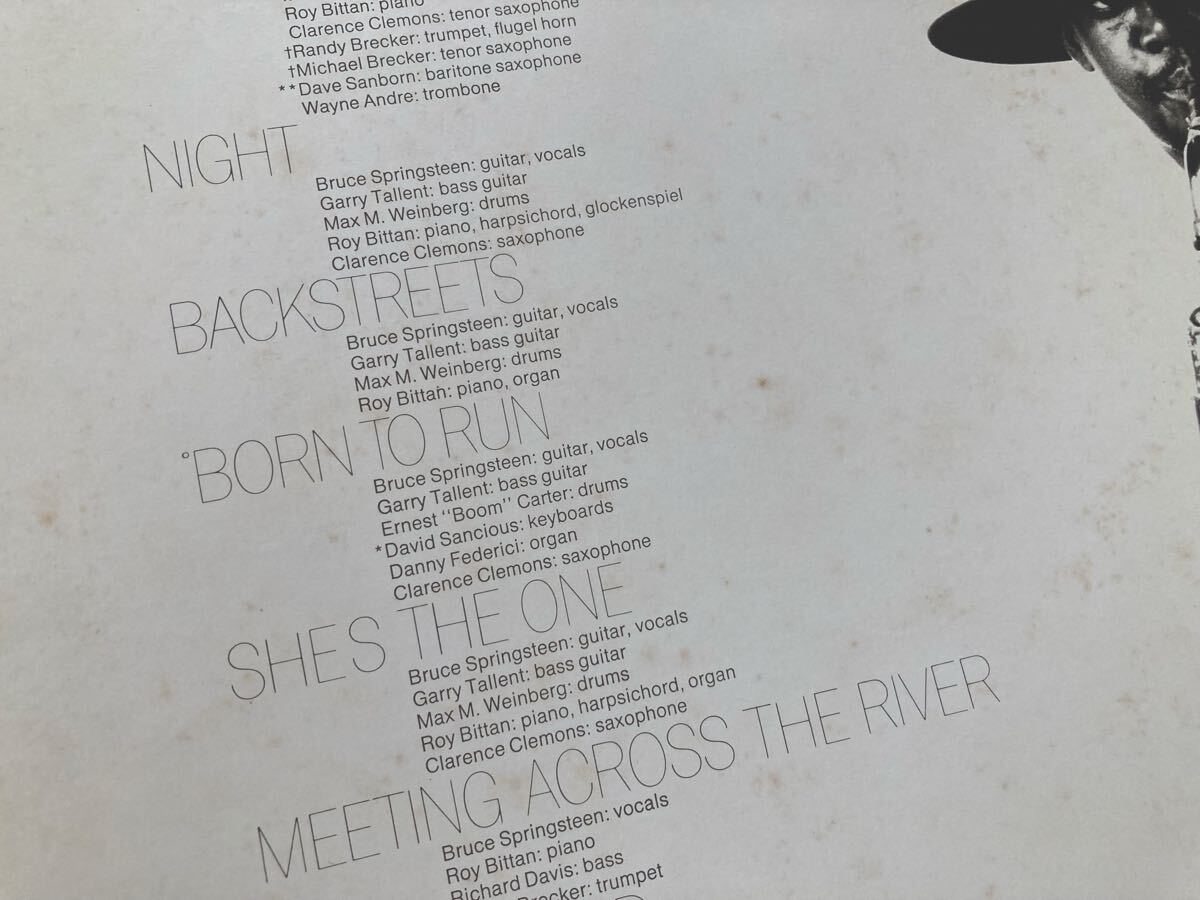 Roy Bittan: piano
Clarence Clemons: tenor saxophone
†Randy Brecker: trumpet, flugel horn
†Michael Brecker: tenor saxophone
**Dave Sanborn: baritone saxophone
Wayne Andre: trombone
NIGHT
Bruce Springsteen: guitar, vocals
Garry Tallent: bass guitar
Max M. Weinberg: drums
Roy Bittan: piano, harpsichord, glockenspiel
Clarence Clemons: saxophone
BACKSTREETS
Bruce Springsteen: guitar, vocals
Garry Tallent: bass guitar
Max M. Weinberg: drums
Roy Bittan: piano, organ
°BORN TO RUN
Bruce Springsteen: guitar, vocals
Garry Tallent: bass guitar
Ernest "Boom" Carter: drums
*David Sancious: keyboards
Danny Federici: organ
Clarence Clemons: saxophone
SHES THE ONE
Bruce Springsteen: guitar, vocals
Garry Tallent: bass guitar
Max M. Weinberg: drums
Roy Bittan: piano, harpsichord, organ
Clarence Clemons: saxophone
MEETING ACROSS THE RIVER
Bruce Springsteen: vocals
Roy Bittan: piano
Richard Davis: bass
Brecker: trumpet